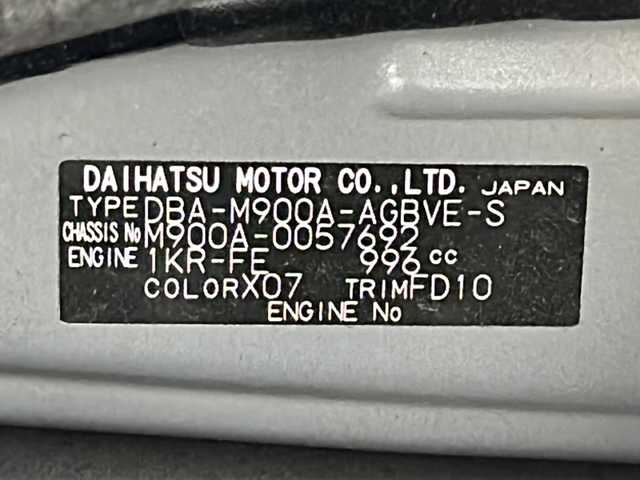 DAIHATSU MOTOR CO.,LTD. JAPAN
TYPE DBA-M900A-AGBVE-S
CHASSIS No M900A-0057692
ENGINE 1KR-FE 996 cc
COLOR X07 TRIM FD10
ENGINE No